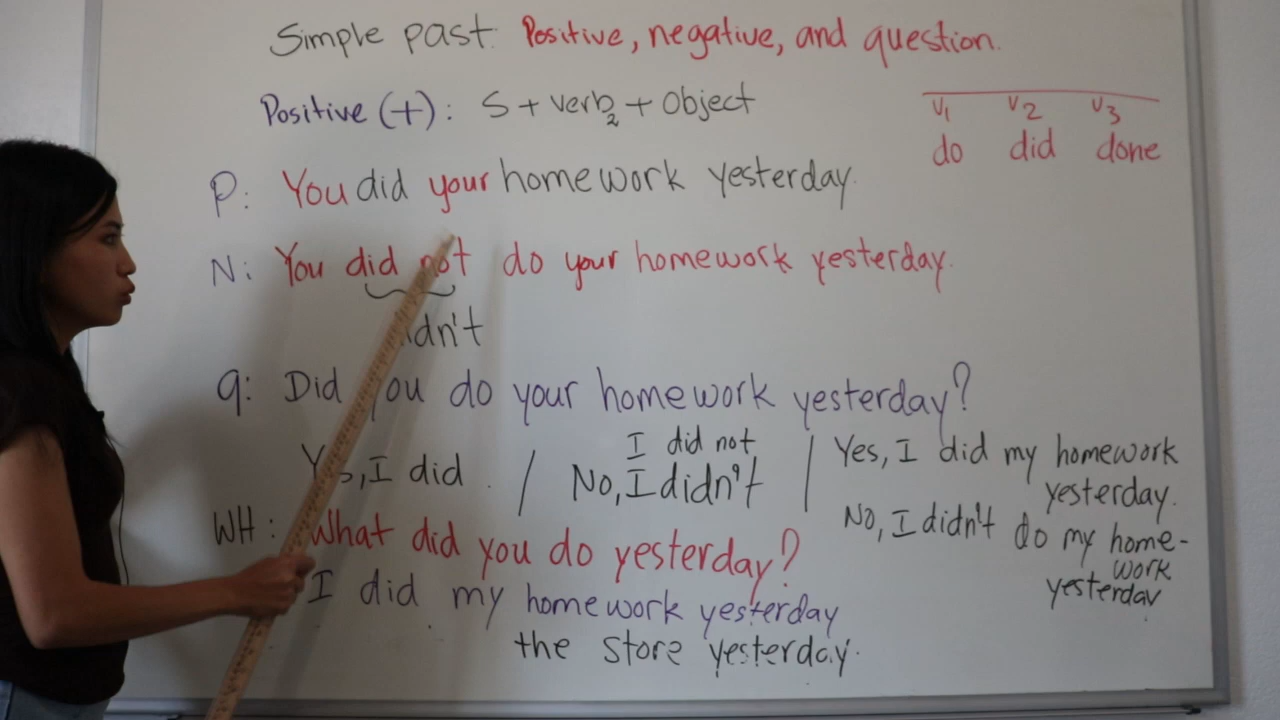 Simple past: Positive, negative, and question.
Positive (+): S + verb2 + Object
V1 V2 V3
do did done
P: You did your homework yesterday.
N: You did not do your homework yesterday.
Q: Did you do your homework yesterday?
Yes, I did. / I did not
No, I didn't /
Yes, I did my homework
yesterday.
No, I didn't do my home-
work
yesterday
WH: What did you do yesterday?
I did my homework yesterday
the store yesterday.